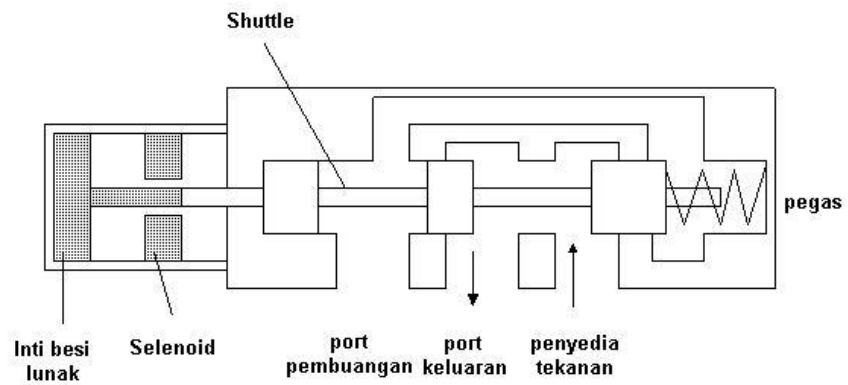 Shuttle
pegas
Inti besi
lunak
Selenoid
port
pembuangan
port
keluaran
penyedia
tekanan